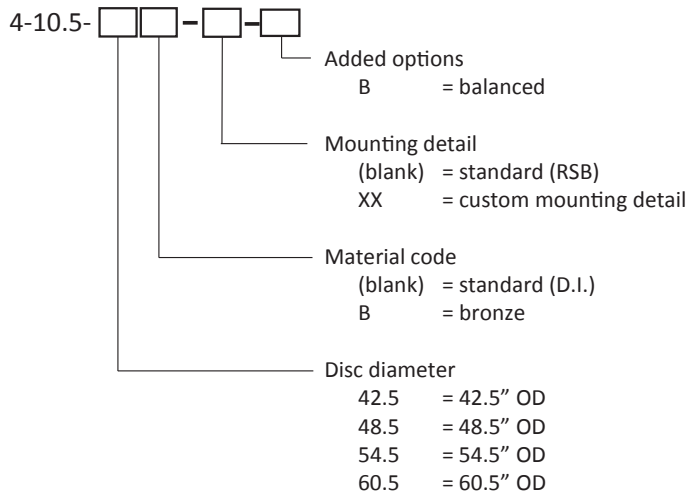 4-10.5-
Added options
B = balanced
Mounting detail
(blank) = standard (RSB)
XX = custom mounting detail
Material code
(blank) = standard (D.I.)
B = bronze
Disc diameter
42.5 = 42.5” OD
48.5 = 48.5” OD
54.5 = 54.5” OD
60.5 = 60.5” OD